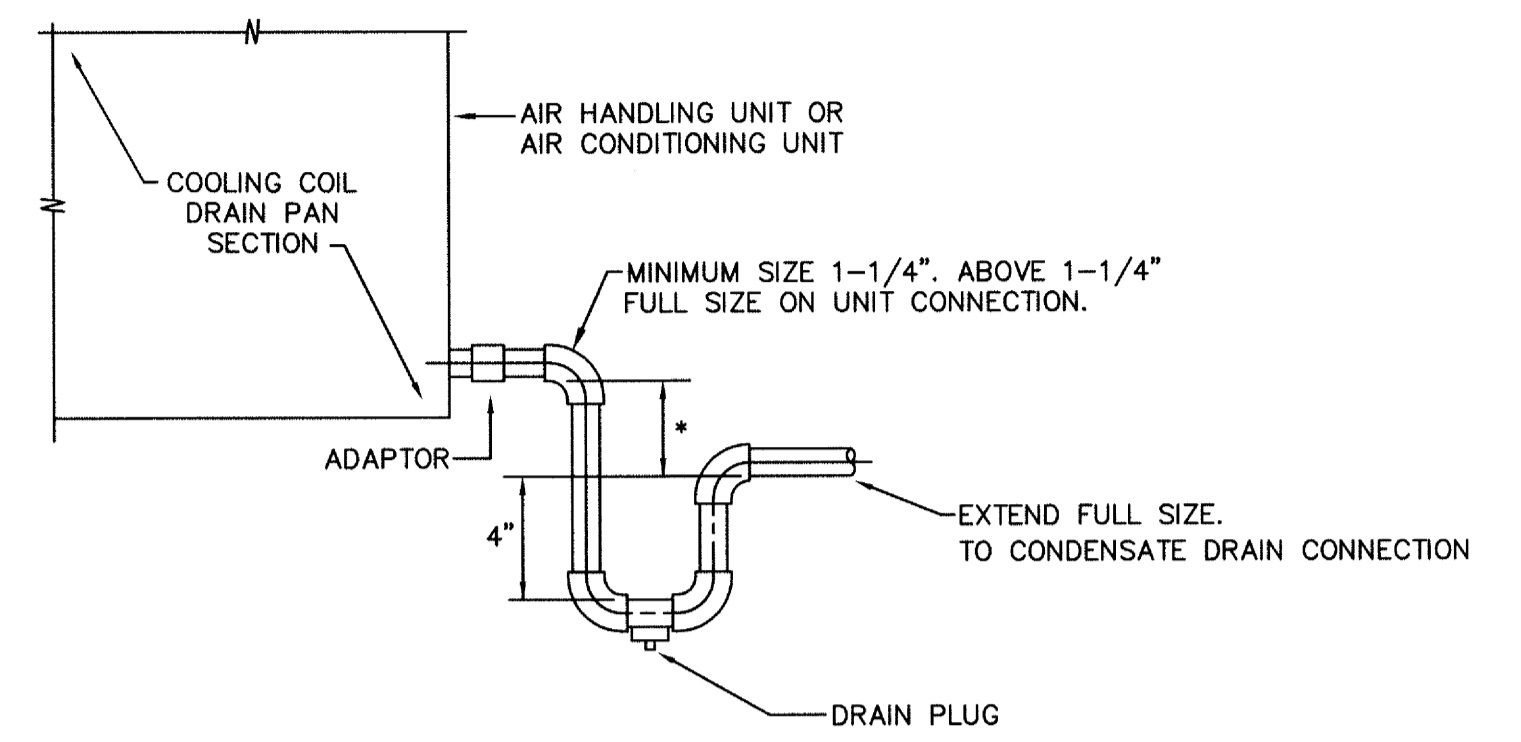 AIR HANDLING UNIT OR
AIR CONDITIONING UNIT
COOLING COIL
DRAIN PAN
SECTION
MINIMUM SIZE 1-1/4". ABOVE 1-1/4"
FULL SIZE ON UNIT CONNECTION.
*
ADAPTOR
4"
EXTEND FULL SIZE.
TO CONDENSATE DRAIN CONNECTION
DRAIN PLUG